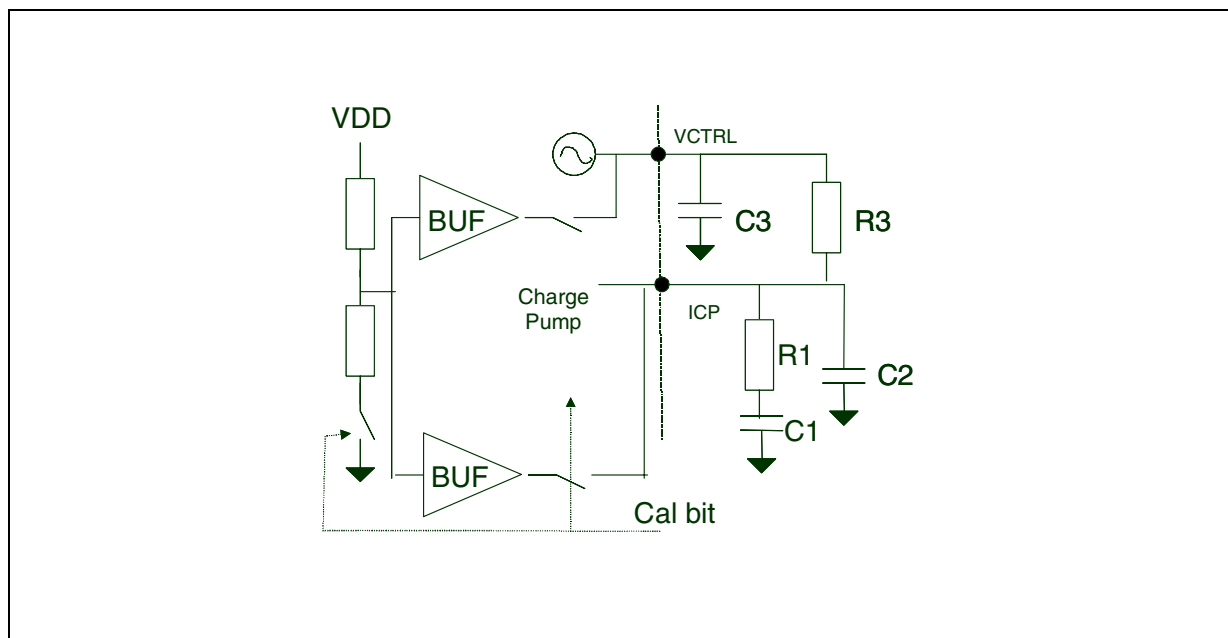 VDD
VCTRL
BUF
C3
R3
Charge
Pump
ICP
R1
C2
C1
BUF
Cal bit